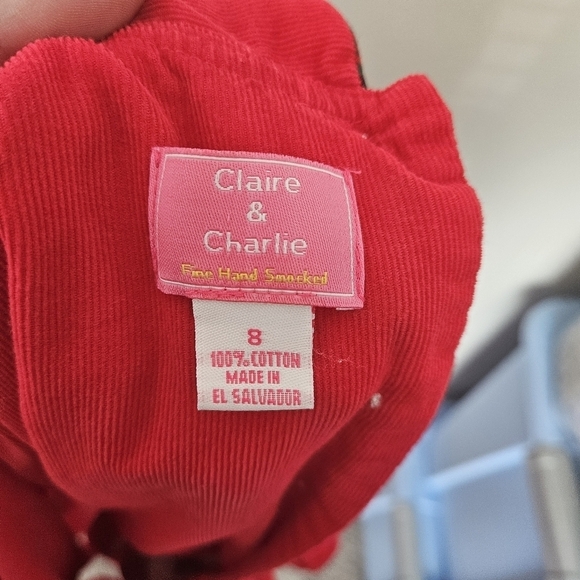 Claire
&
Charlie
Fine Hand Smocked
8
100% COTTON
MADE IN
EL SALVADOR